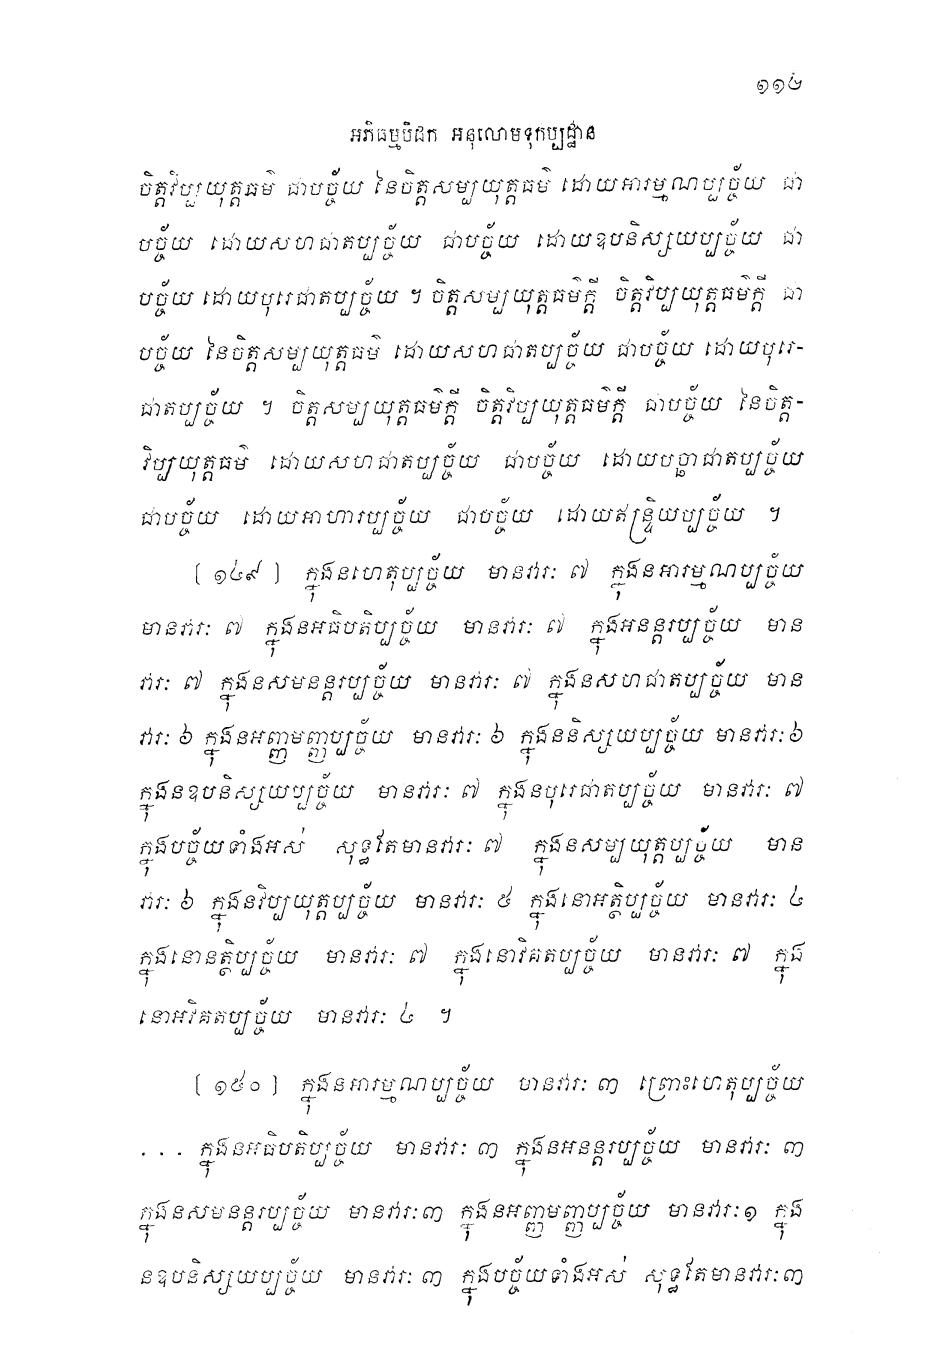 ១១៤
អភិធម្មបិដក អនុលោមទុកប្បដ្ឋាន
ចិត្តវិប្បយុត្តធម៌ ជាបច្ច័យ នៃចិត្តសម្បយុត្តធម៌ ដោយអារម្មណប្បច្ច័យ ជា
បច្ច័យ ដោយសហជាតប្បច្ច័យ ជាបច្ច័យ ដោយឧបនិស្សយប្បច្ច័យ ជា
បច្ច័យ ដោយបុរេជាតប្បច្ច័យ ។ ចិត្តសម្បយុត្តធម៌ក្តី ចិត្តវិប្បយុត្តធម៌ក្តី ជា
បច្ច័យ នៃចិត្តសម្បយុត្តធម៌ ដោយសហជាតប្បច្ច័យ ជាបច្ច័យ ដោយបុរេ-
ជាតប្បច្ច័យ ។ ចិត្តសម្បយុត្តធម៌ក្តី ចិត្តវិប្បយុត្តធម៌ក្តី ជាបច្ច័យ នៃចិត្ត-
វិប្បយុត្តធម៌ ដោយសហជាតប្បច្ច័យ ជាបច្ច័យ ដោយបច្ឆាជាតប្បច្ច័យ
ជាបច្ច័យ ដោយអាហារប្បច្ច័យ ជាបច្ច័យ ដោយឥន្ទ្រិយប្បច្ច័យ ។
[ ១៤៩ ] ក្នុងនហេតុប្បច្ច័យ មានវារៈ ៧ ក្នុងនអារម្មណប្បច្ច័យ
មានវារៈ ៧ ក្នុងនអធិបតិប្បច្ច័យ មានវារៈ ៧ ក្នុងអនន្តរប្បច្ច័យ មាន
វារៈ ៧ ក្នុងនសមនន្តរប្បច្ច័យ មានវារៈ ៧ ក្នុងនសហជាតប្បច្ច័យ មាន
វារៈ ៦ ក្នុងនអញ្ញមញ្ញប្បច្ច័យ មានវារៈ ៦ ក្នុងននិស្សយប្បច្ច័យ មានវារៈ ៦
ក្នុងនឧបនិស្សយប្បច្ច័យ មានវារៈ ៧ ក្នុងនបុរេជាតប្បច្ច័យ មានវារៈ ៧
ក្នុងបច្ច័យទាំងអស់ សុទ្ធតែមានវារៈ ៧ ក្នុងនសម្បយុត្តប្បច្ច័យ មាន
វារៈ ៦ ក្នុងនវិប្បយុត្តប្បច្ច័យ មានវារៈ ៥ ក្នុងនោអត្ថិប្បច្ច័យ មានវារៈ ៤
ក្នុងនោនត្ថិប្បច្ច័យ មានវារៈ ៧ ក្នុងនោវិគតប្បច្ច័យ មានវារៈ ៧ ក្នុង
នោអវិគតប្បច្ច័យ មានវារៈ ៤ ។
[ ១៥០ ] ក្នុងនអារម្មណប្បច្ច័យ មានវារៈ ៣ ព្រោះហេតុប្បច្ច័យ
. . . ក្នុងនអធិបតិប្បច្ច័យ មានវារៈ ៣ ក្នុងនអនន្តរប្បច្ច័យ មានវារៈ ៣
ក្នុងនសមនន្តរប្បច្ច័យ មានវារៈ ៣ ក្នុងនអញ្ញមញ្ញប្បច្ច័យ មានវារៈ ១ ក្នុង
នឧបនិស្សយប្បច្ច័យ មានវារៈ ៣ ក្នុងបច្ច័យទាំងអស់ សុទ្ធតែមានវារៈ ៣